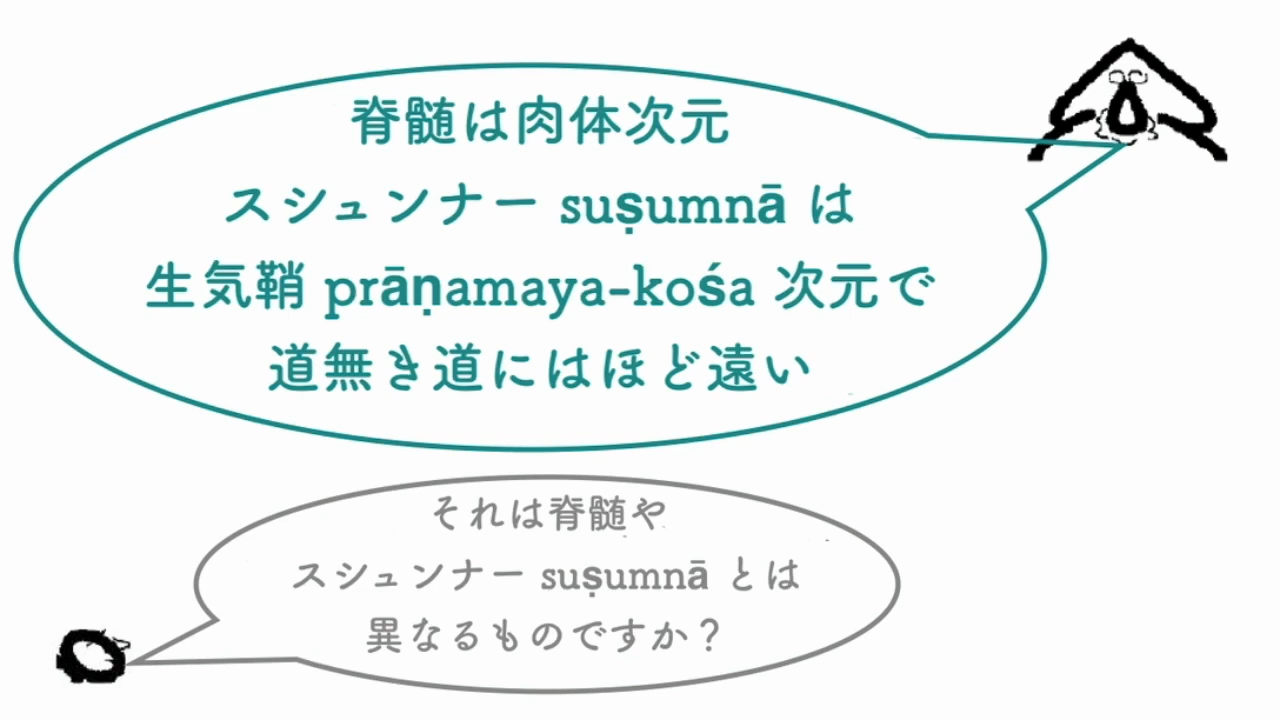 脊髄は肉体次元
スシュンナー suṣumnā は
生気鞘 prāṇamaya-kośa 次元で
道無き道にはほど遠い
それは脊髄や
スシュンナー suṣumnā とは
異なるものですか？